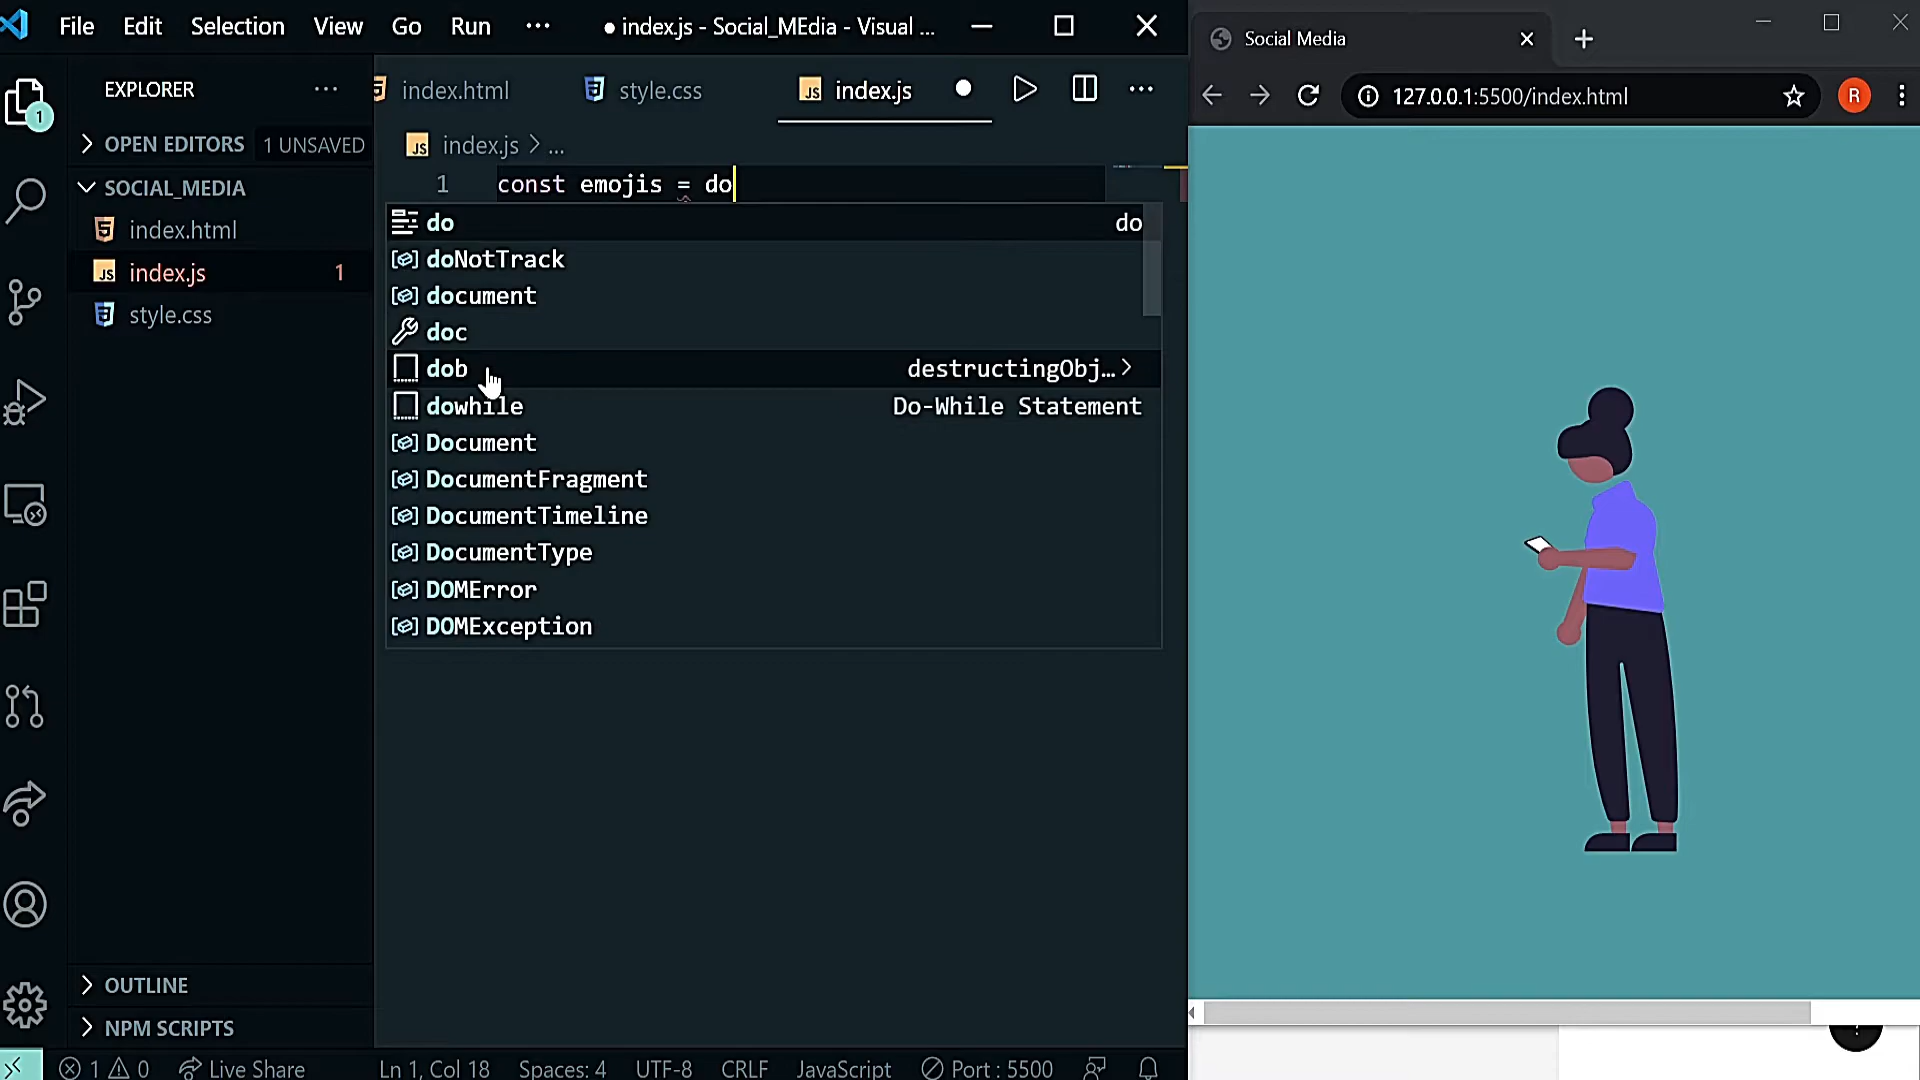 File Edit Selection View Go Run ··· ● index.js - Social_MEdia - Visual ...
EXPLORER ···
OPEN EDITORS 1 UNSAVED
SOCIAL_MEDIA
index.html
index.js 1
style.css
OUTLINE
NPM SCRIPTS
1
index.html style.css JS index.js ···
JS index.js > ...
1 const emojis = do
do do
doNotTrack
document
doc
dob destructingObj...
dowhile Do-While Statement
Document
DocumentFragment
DocumentTimeline
DocumentType
DOMError
DOMException
1 0 Live Share Ln 1, Col 18 Spaces: 4 UTF-8 CRLF JavaScript Port : 5500
Social Media
127.0.0.1:5500/index.html
R